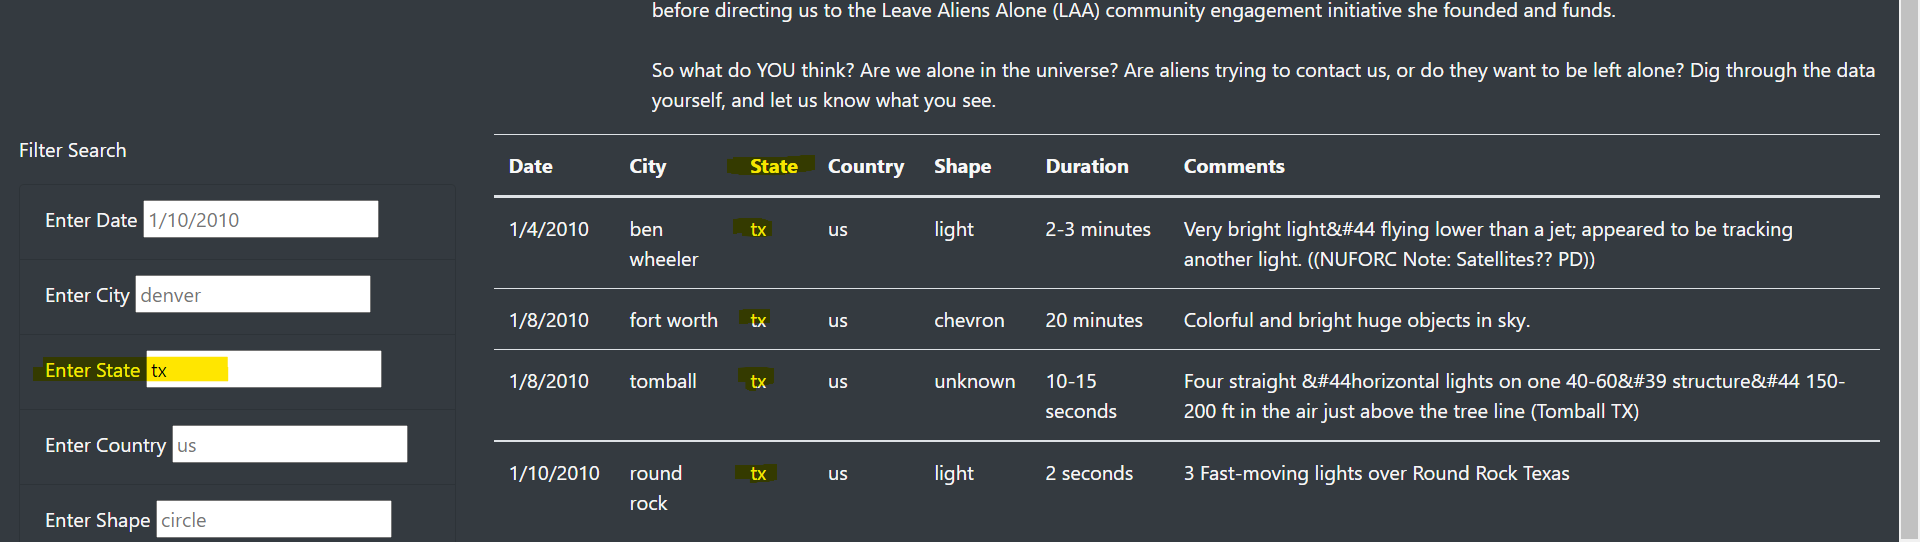 before directing us to the Leave Aliens Alone (LAA) community engagement initiative she founded and funds.
So what do YOU think? Are we alone in the universe? Are aliens trying to contact us, or do they want to be left alone? Dig through the data
yourself, and let us know what you see.
Filter Search
Enter Date 1/10/2010
Enter City denver
Enter State tx
Enter Country us
Enter Shape circle
Date City State Country Shape Duration Comments
1/4/2010 ben tx us light 2-3 minutes Very bright light&#44 flying lower than a jet; appeared to be tracking
wheeler another light. ((NUFORC Note: Satellites?? PD))
1/8/2010 fort worth tx us chevron 20 minutes Colorful and bright huge objects in sky.
1/8/2010 tomball tx us unknown 10-15 Four straight &#44horizontal lights on one 40-60&#39 structure&#44 150-
seconds 200 ft in the air just above the tree line (Tomball TX)
1/10/2010 round tx us light 2 seconds 3 Fast-moving lights over Round Rock Texas
rock